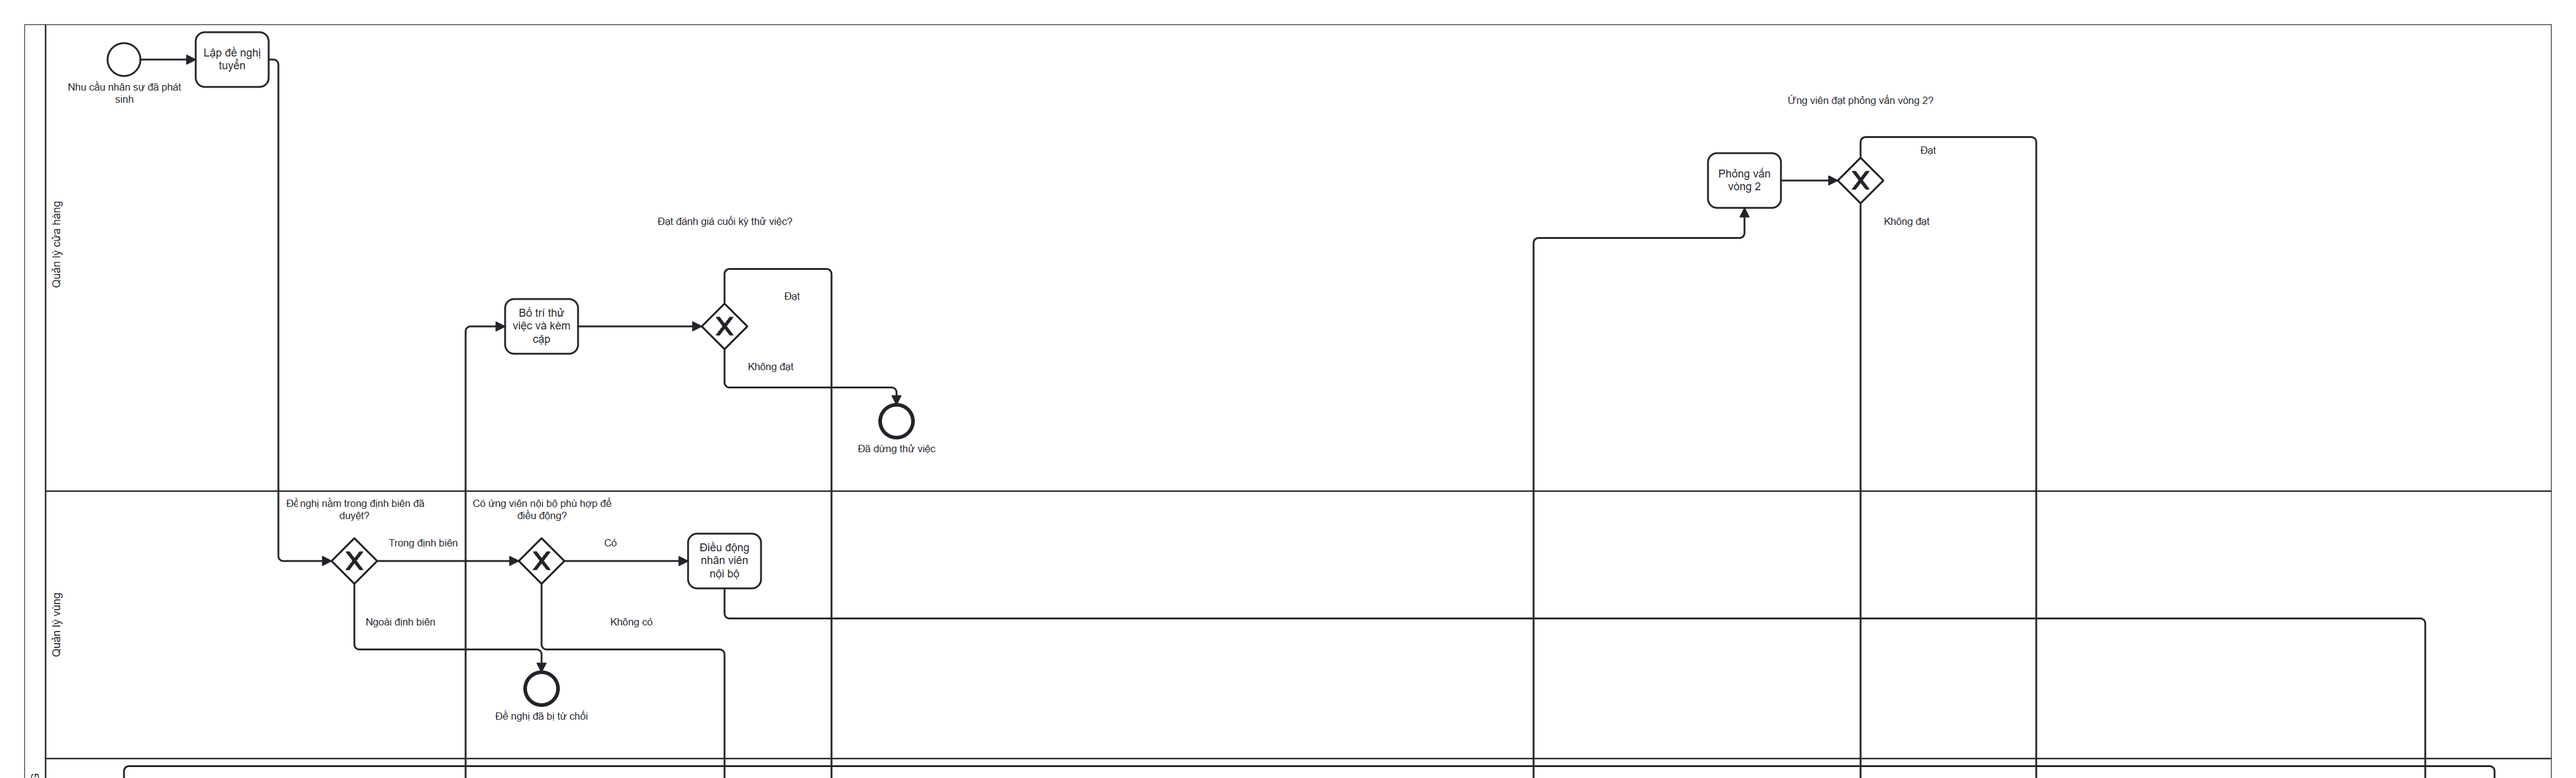 Lập đề nghị
tuyển
Nhu cầu nhân sự đã phát
sinh
Ứng viên đạt phỏng vấn vòng 2?
Đạt
Phỏng vấn
vòng 2
Không đạt
Quản lý cửa hàng
Đạt đánh giá cuối kỳ thử việc?
Đạt
Bố trí thử
việc và kèm
cặp
Không đạt
Đã dừng thử việc
Đề nghị nằm trong định biên đã
duyệt?
Có ứng viên nội bộ phù hợp để
điều động?
Trong định biên
Có
Điều động
nhân viên
nội bộ
Quản lý vùng
Ngoài định biên
Không có
Đề nghị đã bị từ chối